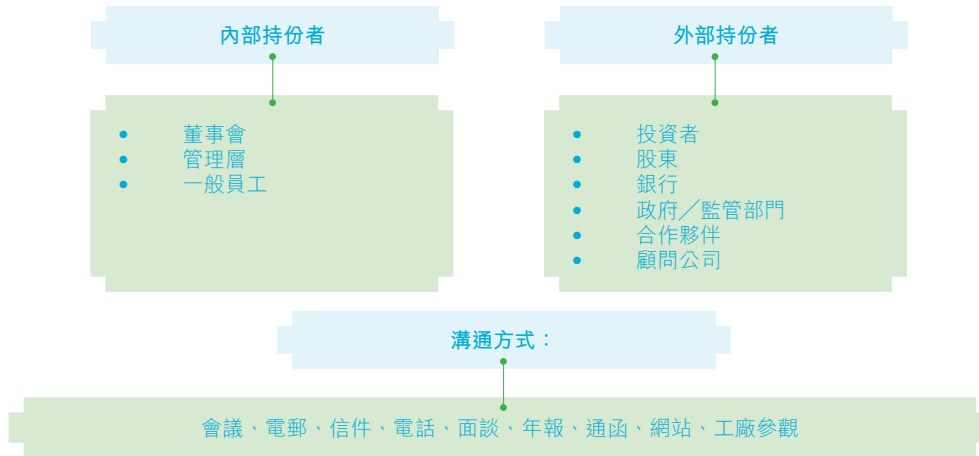 內部持份者
• 董事會
• 管理層
• 一般員工
外部持份者
• 投資者
• 股東
• 銀行
• 政府／監管部門
• 合作夥伴
• 顧問公司
溝通方式：
會議、電郵、信件、電話、面談、年報、通函、網站、工廠參觀